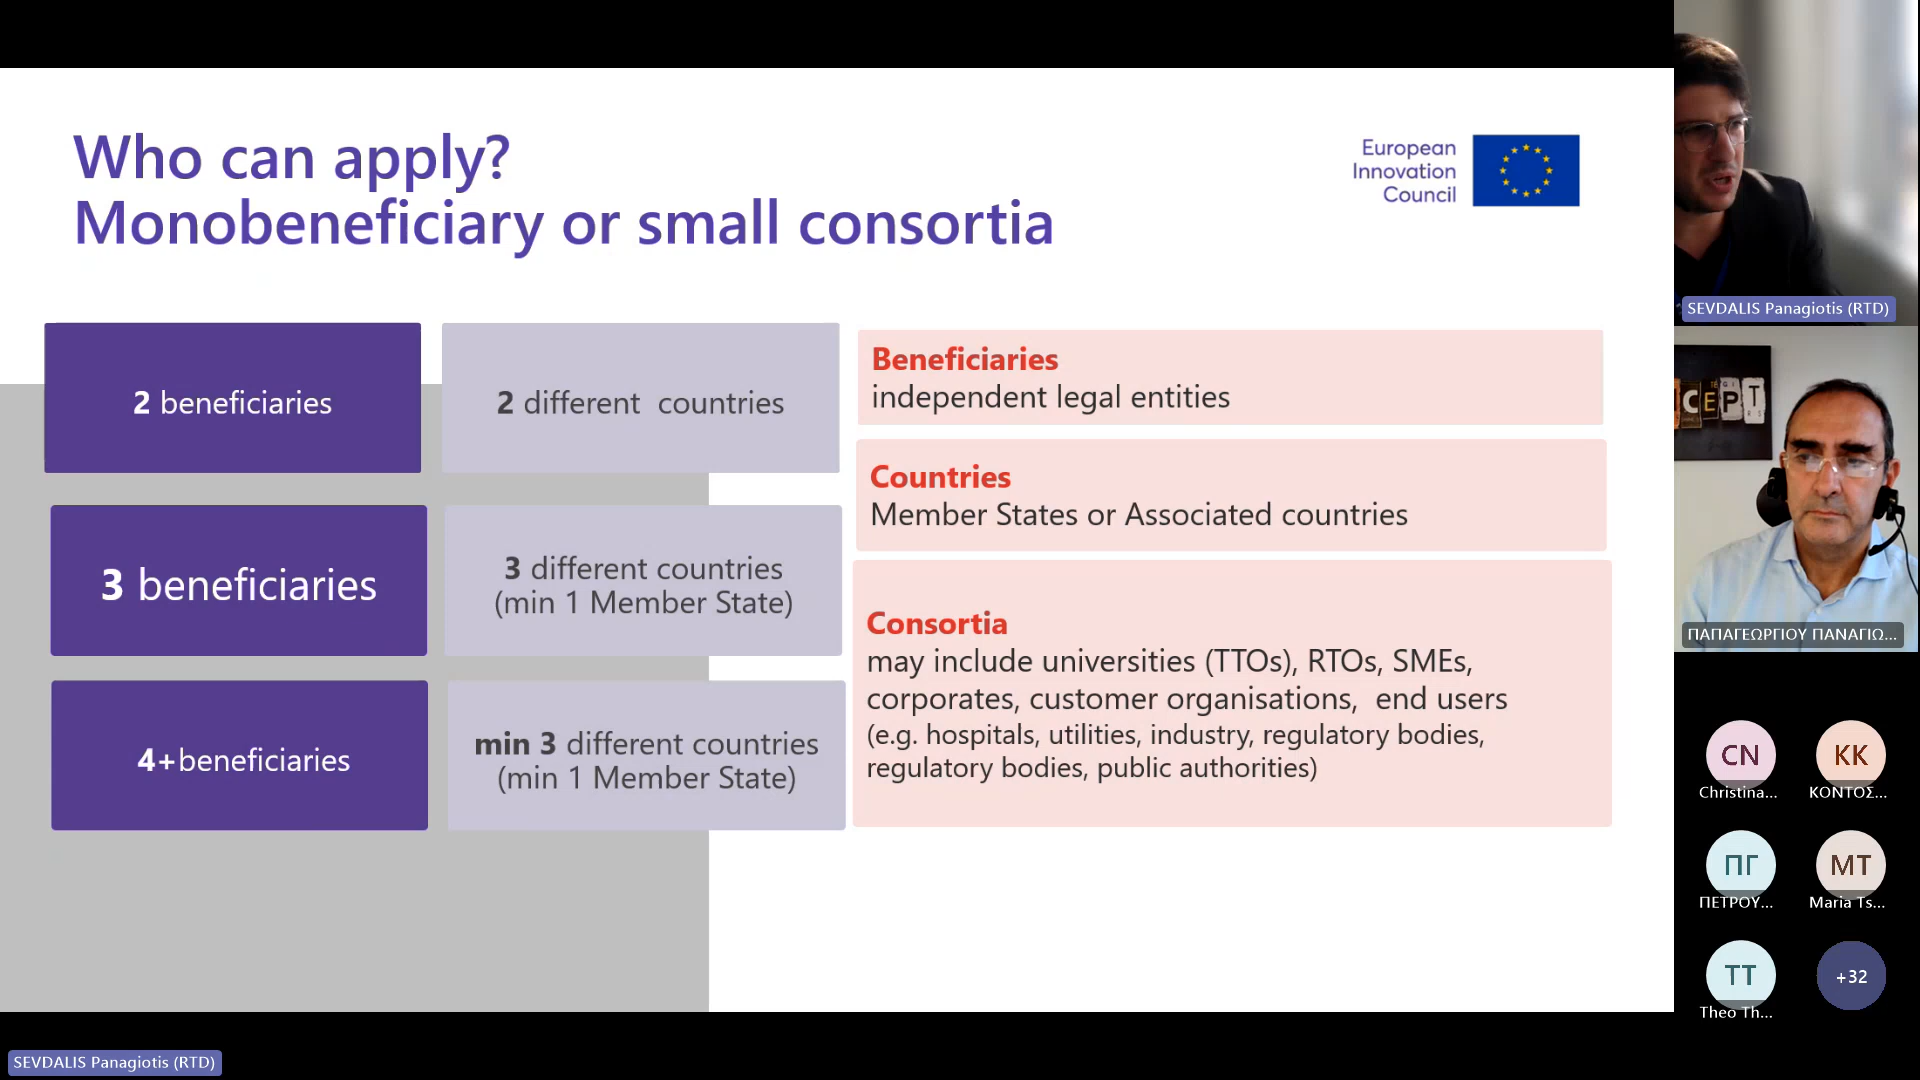 Who can apply?
Monobeneficiary or small consortia
European
Innovation
Council
2 beneficiaries
2 different  countries
3 beneficiaries
3 different countries
(min 1 Member State)
4+beneficiaries
min 3 different countries
(min 1 Member State)
Beneficiaries
independent legal entities
Countries
Member States or Associated countries
Consortia
may include universities (TTOs), RTOs, SMEs,
corporates, customer organisations,  end users
(e.g. hospitals, utilities, industry, regulatory bodies,
regulatory bodies, public authorities)
SEVDALIS Panagiotis (RTD)
CEPT
ΠΑΠΑΓΕΩΡΓΙΟΥ ΠΑΝΑΓΙΩ...
CN
Christina...
KK
ΚΟΝΤΟΣ...
ΠΓ
ΠΕΤΡΟΥ...
MT
Maria Ts...
TT
Theo Th...
+32
SEVDALIS Panagiotis (RTD)